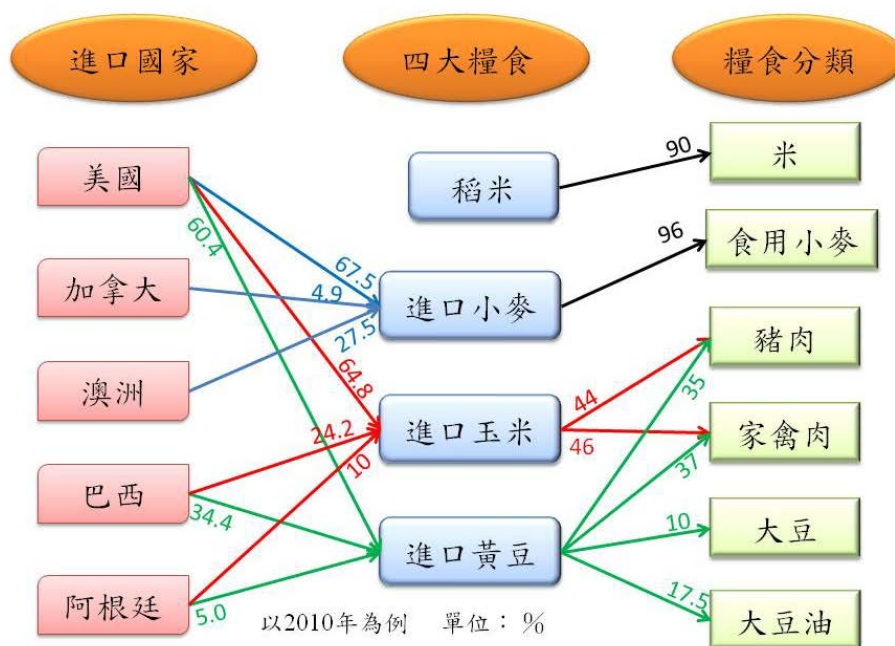 進口國家
四大糧食
糧食分類
美國
加拿大
澳洲
巴西
阿根廷
稻米
進口小麥
進口玉米
進口黃豆
米
食用小麥
豬肉
家禽肉
大豆
大豆油
60.4
67.5
4.9
27.5
64.8
24.2
10
34.4
5.0
90
96
44
46
35
37
10
17.5
以2010年為例 單位：%